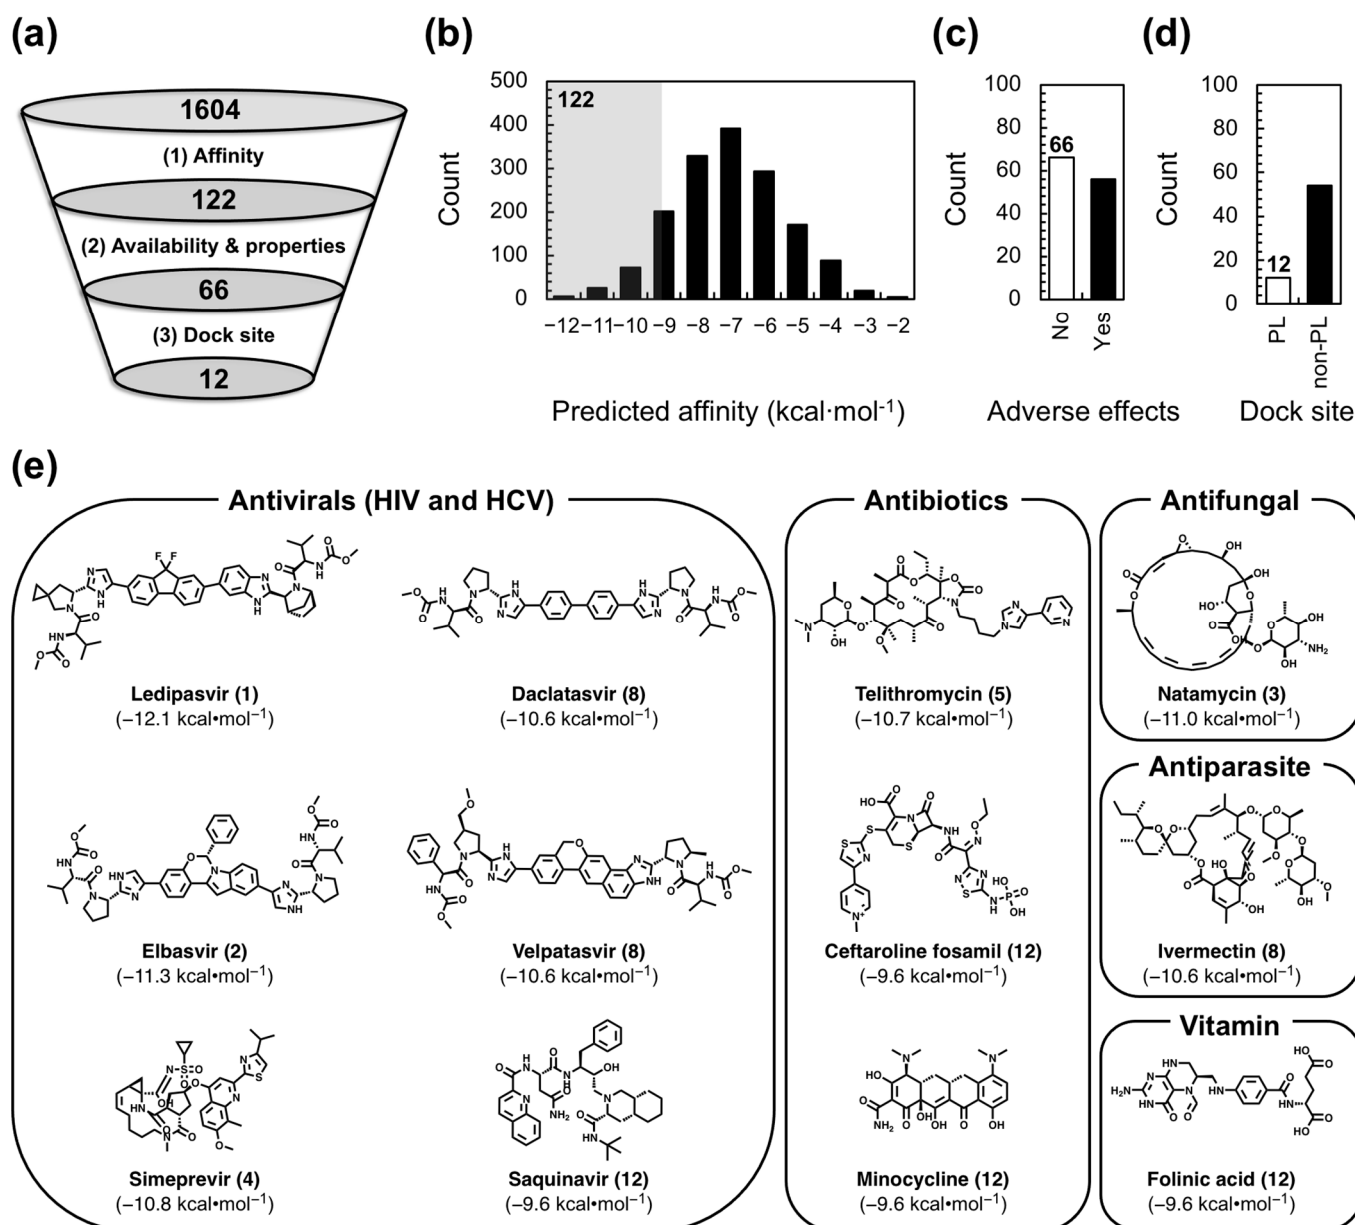 (a)
1604
(1) Affinity
122
(2) Availability & properties
66
(3) Dock site
12
(b)
Count
500
400
300
200
100
0
122
−12 −11 −10 −9 −8 −7 −6 −5 −4 −3 −2
Predicted affinity (kcal·mol-1)
(c)
Count
100
80
60
40
20
0
66
No
Yes
Adverse effects
(d)
Count
100
80
60
40
20
0
12
PL
non-PL
Dock site
(e)
Antivirals (HIV and HCV)
Ledipasvir (1)
(−12.1 kcal•mol−1)
Daclatasvir (8)
(−10.6 kcal•mol−1)
Elbasvir (2)
(−11.3 kcal•mol−1)
Velpatasvir (8)
(−10.6 kcal•mol−1)
Simeprevir (4)
(−10.8 kcal•mol−1)
Saquinavir (12)
(−9.6 kcal•mol−1)
Antibiotics
Telithromycin (5)
(−10.7 kcal•mol−1)
Ceftaroline fosamil (12)
(−9.6 kcal•mol−1)
Minocycline (12)
(−9.6 kcal•mol−1)
Antifungal
Natamycin (3)
(−11.0 kcal•mol−1)
Antiparasite
Ivermectin (8)
(−10.6 kcal•mol−1)
Vitamin
Folinic acid (12)
(−9.6 kcal•mol−1)